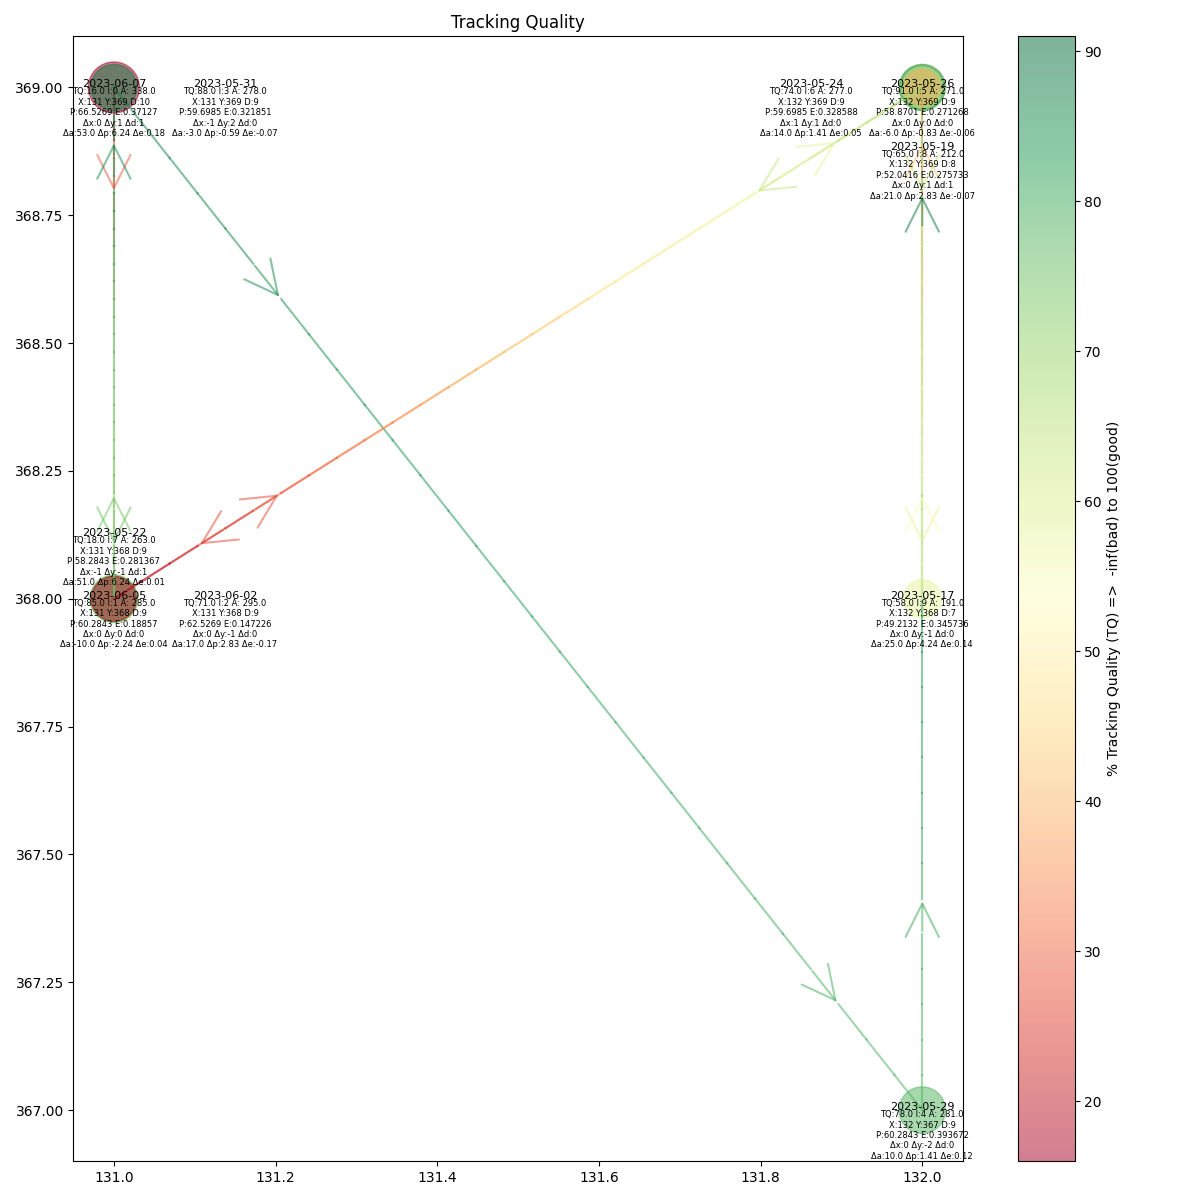 Tracking Quality
369.00
368.75
368.50
368.25
368.00
367.75
367.50
367.25
367.00
2023-06-07
TQ:16.0 I:0 A: 338.0
X:131 Y:369 D:10
P:66.5269 E:0.37127
Δx:0 Δy:1 Δd:1
Δa:53.0 Δp:6.24 Δe:0.18
2023-05-31
TQ:88.0 I:3 A: 278.0
X:131 Y:369 D:9
P:59.6985 E:0.321851
Δx:-1 Δy:2 Δd:0
Δa:-3.0 Δp:-0.59 Δe:-0.07
2023-05-24
TQ:74.0 I:6 A: 277.0
X:132 Y:369 D:9
P:59.6985 E:0.328588
Δx:1 Δy:1 Δd:0
Δa:14.0 Δp:1.41 Δe:0.05
2023-05-26
TQ:91.0 I:5 A: 271.0
X:132 Y:369 D:9
P:58.8701 E:0.271268
Δx:0 Δy:0 Δd:0
Δa:-6.0 Δp:-0.83 Δe:-0.06
2023-05-19
TQ:65.0 I:8 A: 212.0
X:132 Y:369 D:8
P:52.0416 E:0.275733
Δx:0 Δy:1 Δd:1
Δa:21.0 Δp:2.83 Δe:-0.07
2023-05-22
TQ:18.0 I:7 A: 263.0
X:131 Y:368 D:9
P:58.2843 E:0.281367
Δx:-1 Δy:-1 Δd:1
Δa:51.0 Δp:6.24 Δe:0.01
2023-06-05
TQ:85.0 I:1 A: 285.0
X:131 Y:368 D:9
P:60.2843 E:0.18857
Δx:0 Δy:0 Δd:0
Δa:-10.0 Δp:-2.24 Δe:0.04
2023-06-02
TQ:71.0 I:2 A: 295.0
X:131 Y:368 D:9
P:62.5269 E:0.147226
Δx:0 Δy:-1 Δd:0
Δa:17.0 Δp:2.83 Δe:-0.17
2023-05-17
TQ:58.0 I:9 A: 191.0
X:132 Y:368 D:7
P:49.2132 E:0.345736
Δx:0 Δy:-1 Δd:0
Δa:25.0 Δp:4.24 Δe:0.14
2023-05-29
TQ:78.0 I:4 A: 281.0
X:132 Y:367 D:9
P:60.2843 E:0.393672
Δx:0 Δy:-2 Δd:0
Δa:10.0 Δp:1.41 Δe:0.12
131.0
131.2
131.4
131.6
131.8
132.0
90
80
70
60
50
40
30
20
% Tracking Quality (TQ) => -inf(bad) to 100(good)